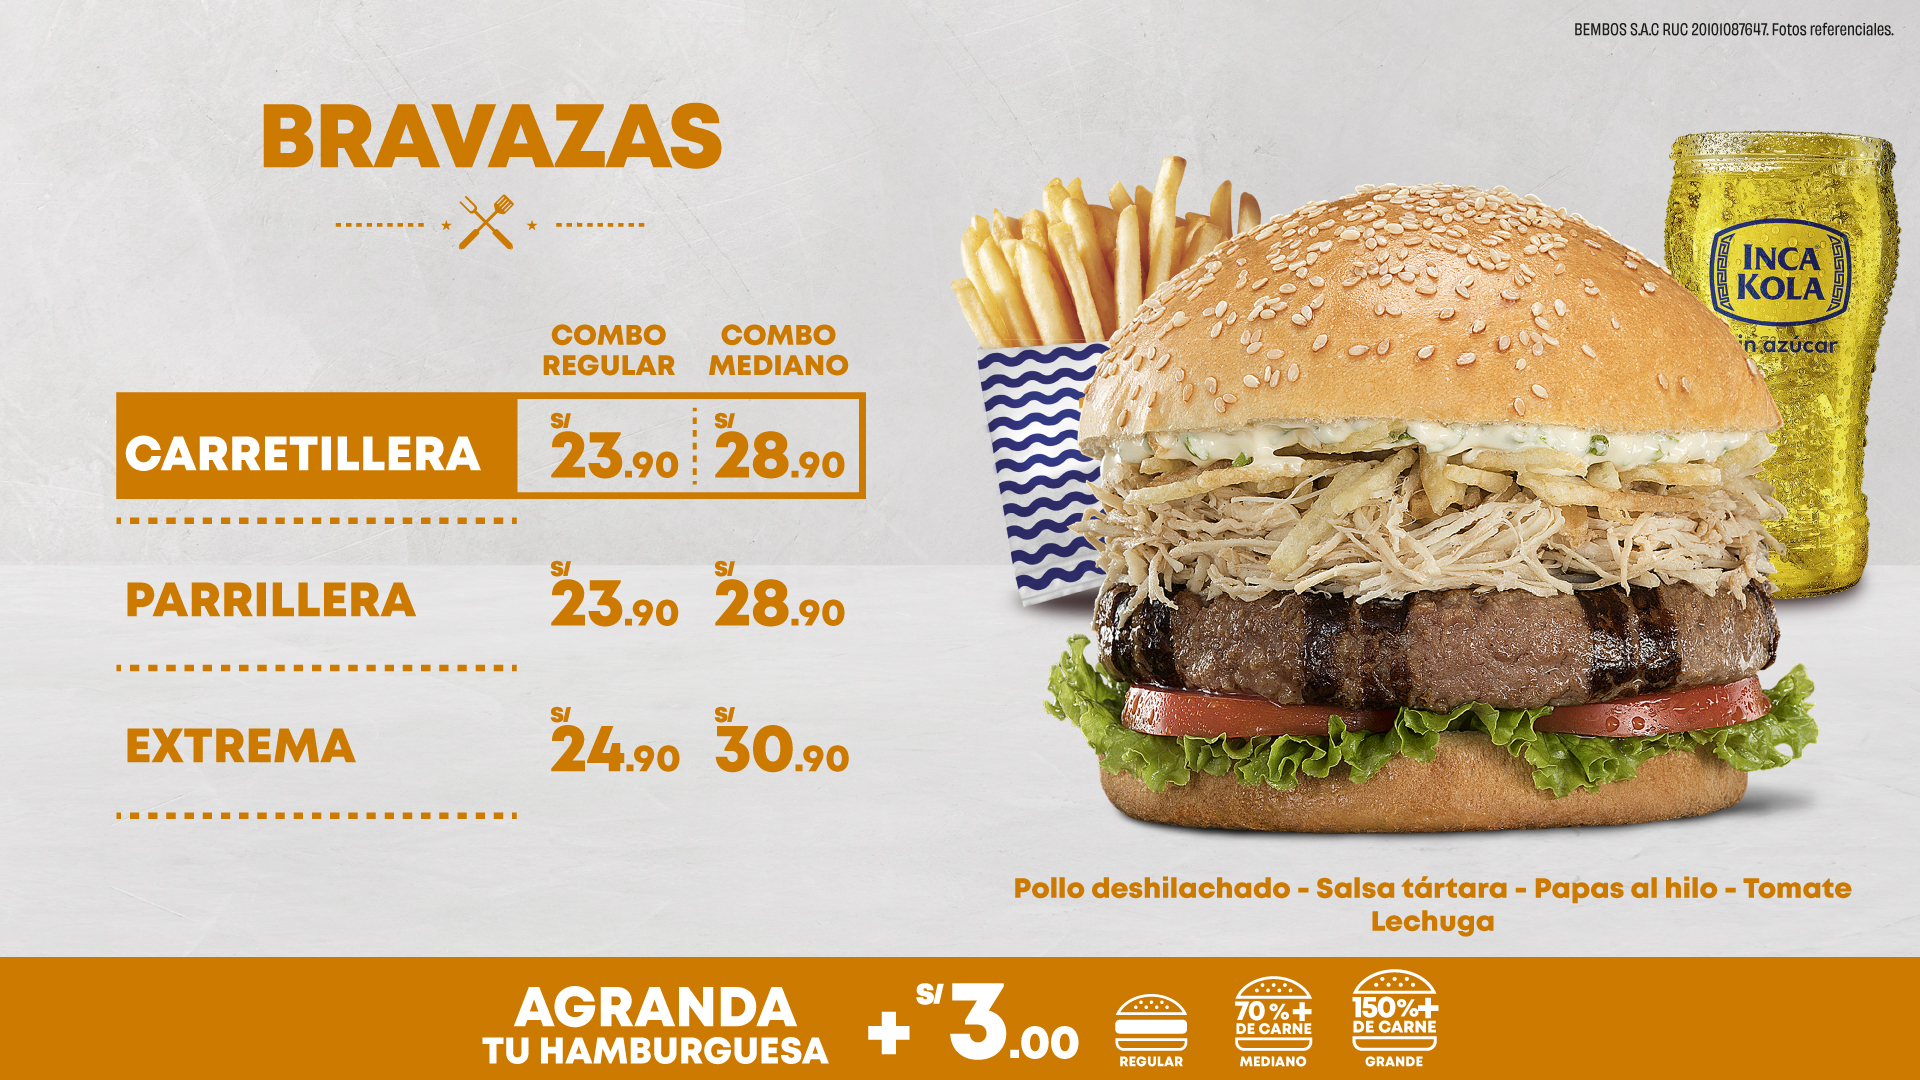 BEMBOS S.A.C RUC 20101087647. Fotos referenciales.
BRAVAZAS
COMBO REGULAR
COMBO MEDIANO
CARRETILLERA S/ 23.90 S/ 28.90
PARRILLERA S/ 23.90 S/ 28.90
EXTREMA S/ 24.90 S/ 30.90
INCA
KOLA
in azúcar
Pollo deshilachado - Salsa tártara - Papas al hilo - Tomate
Lechuga
AGRANDA
TU HAMBURGUESA
+ S/ 3.00
REGULAR
70%+
DE CARNE
MEDIANO
150%+
DE CARNE
GRANDE